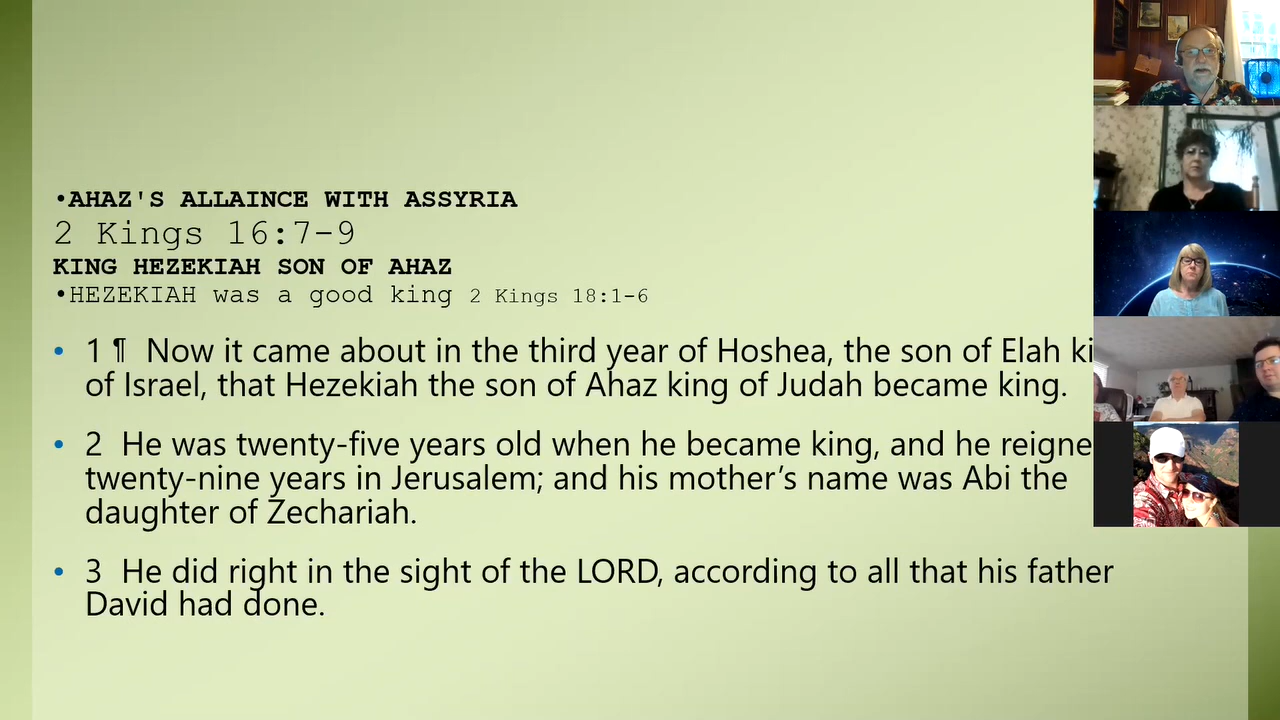 •AHAZ'S ALLAINCE WITH ASSYRIA
2 Kings 16:7-9
KING HEZEKIAH SON OF AHAZ
•HEZEKIAH was a good king 2 Kings 18:1-6
• 1 ¶ Now it came about in the third year of Hoshea, the son of Elah ki
of Israel, that Hezekiah the son of Ahaz king of Judah became king.
• 2 He was twenty-five years old when he became king, and he reigne
twenty-nine years in Jerusalem; and his mother’s name was Abi the
daughter of Zechariah.
• 3 He did right in the sight of the LORD, according to all that his father
David had done.